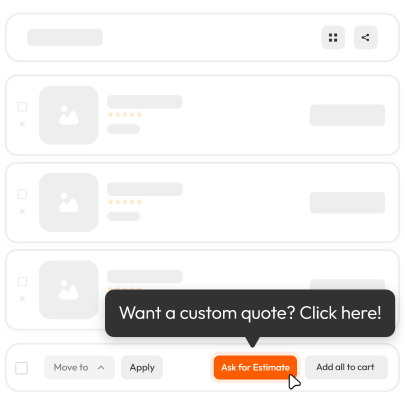 Want a custom quote? Click here!
Move to
Apply
Ask for Estimate
Add all to cart